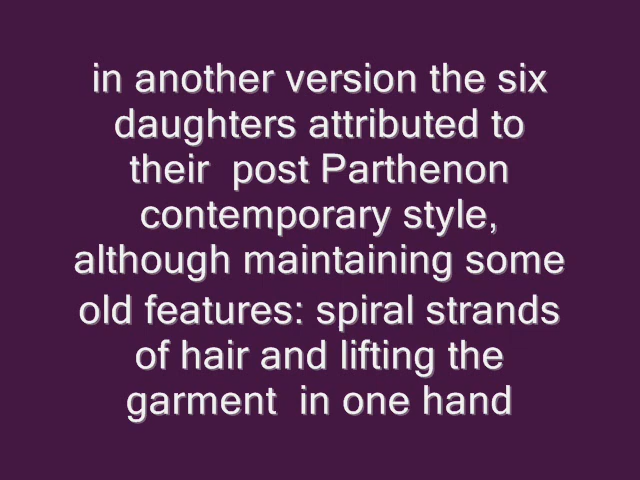 in another version the six
daughters attributed to
their  post Parthenon
contemporary style,
although maintaining some
old features: spiral strands
of hair and lifting the
garment  in one hand